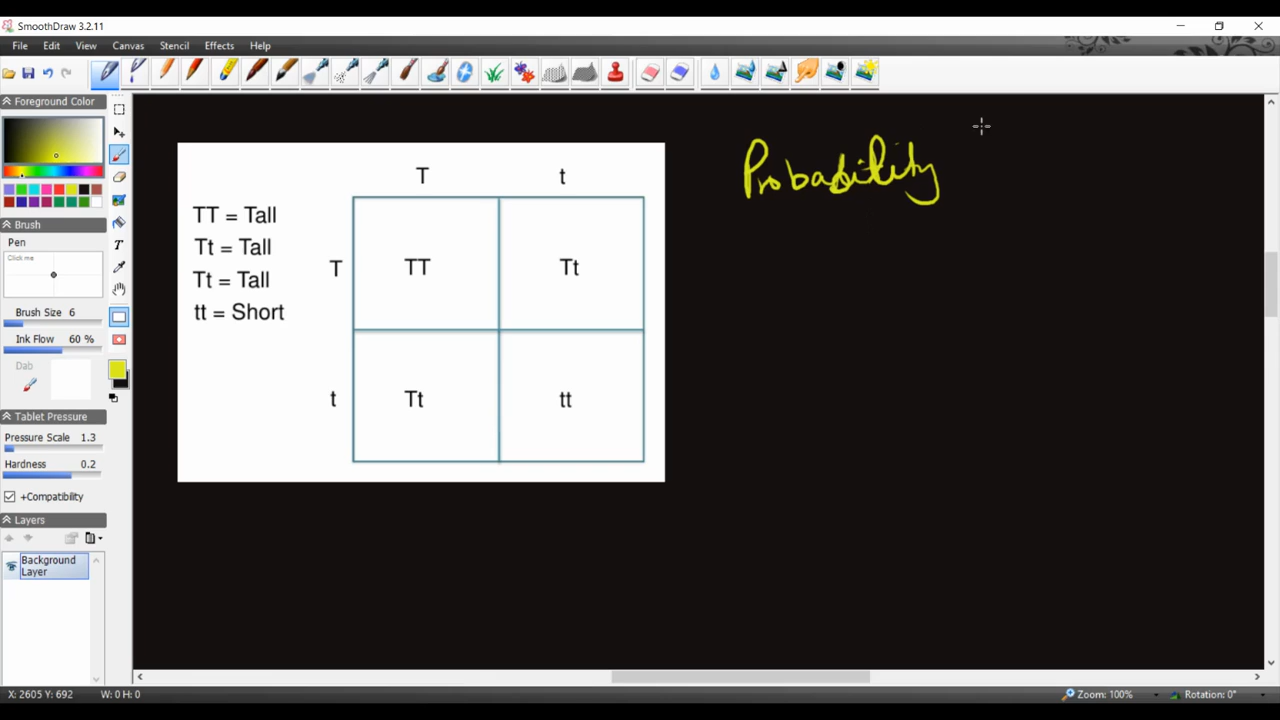 SmoothDraw 3.2.11
File Edit View Canvas Stencil Effects Help
Foreground Color
Brush
Pen
Click me
Brush Size 6
Ink Flow 60 %
Dab
Tablet Pressure
Pressure Scale 1.3
Hardness 0.2
+Compatibility
Layers
Background
Layer
T t
TT = Tall
Tt = Tall
Tt = Tall
tt = Short
T TT Tt
t Tt tt
Probability
X: 2605 Y: 692 W: 0 H: 0 Zoom: 100% Rotation: 0°